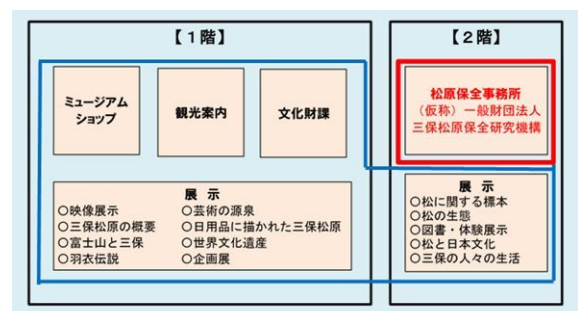 【1階】
ミュージアム
ショップ
観光案内
文化財課
展 示
○映像展示
○三保松原の概要
○富士山と三保
○羽衣伝説
○芸術の源泉
○日用品に描かれた三保松原
○世界文化遺産
○企画展
【2階】
松原保全事務所
（仮称）一般財団法人
三保松原保全研究機構
展 示
○松に関する標本
○松の生態
○図書・体験展示
○松と日本文化
○三保の人々の生活